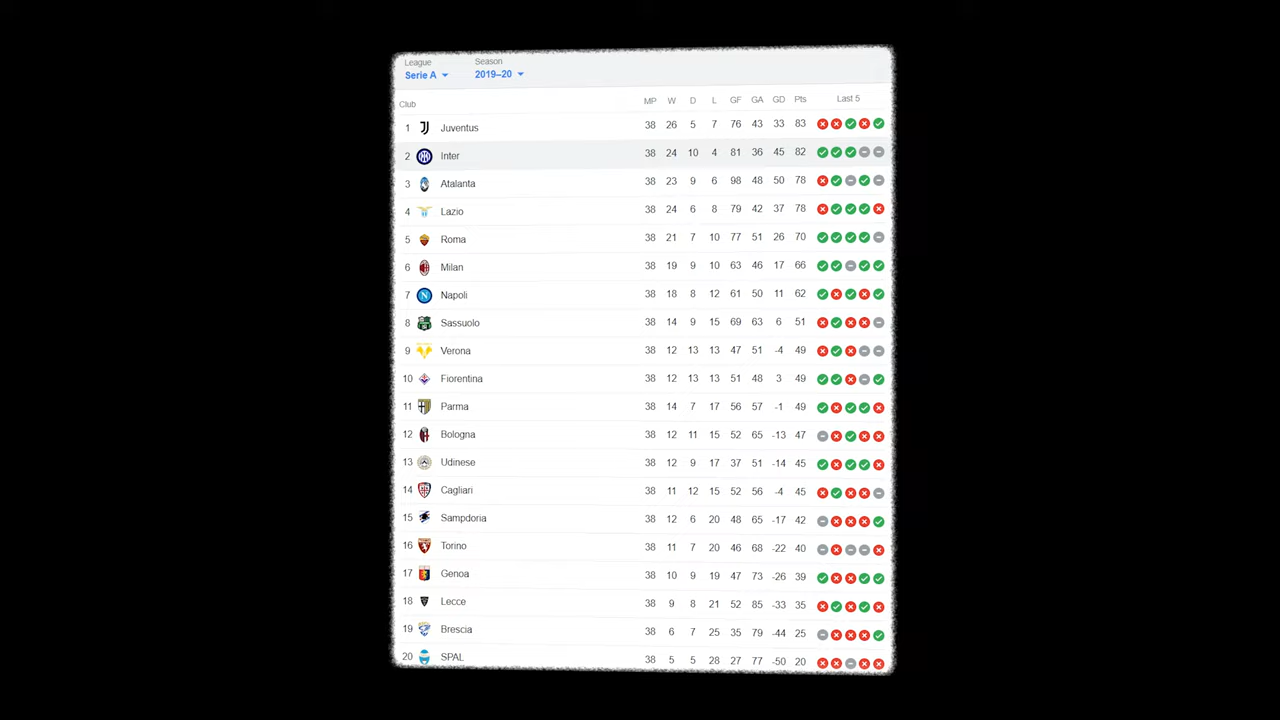 League Season
Serie A 2019–20
Club MP W D L GF GA GD Pts Last 5
1 Juventus 38 26 5 7 76 43 33 83
2 Inter 38 24 10 4 81 36 45 82
3 Atalanta 38 23 9 6 98 48 50 78
4 Lazio 38 24 6 8 79 42 37 78
5 Roma 38 21 7 10 77 51 26 70
6 Milan 38 19 9 10 63 46 17 66
7 Napoli 38 18 8 12 61 50 11 62
8 Sassuolo 38 14 9 15 69 63 6 51
9 Verona 38 12 13 13 47 51 -4 49
10 Fiorentina 38 12 13 13 51 48 3 49
11 Parma 38 14 7 17 56 57 -1 49
12 Bologna 38 12 11 15 52 65 -13 47
13 Udinese 38 12 9 17 37 51 -14 45
14 Cagliari 38 11 12 15 52 56 -4 45
15 Sampdoria 38 12 6 20 48 65 -17 42
16 Torino 38 11 7 20 46 68 -22 40
17 Genoa 38 10 9 19 47 73 -26 39
18 Lecce 38 9 8 21 52 85 -33 35
19 Brescia 38 6 7 25 35 79 -44 25
20 SPAL 38 5 5 28 27 77 -50 20